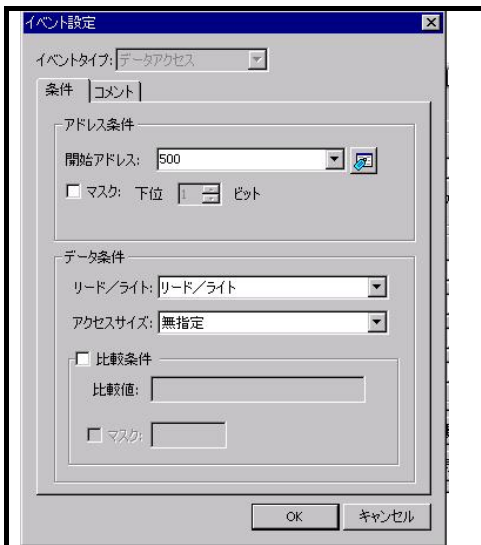 イベント設定
イベントタイプ: データアクセス
条件 コメント
アドレス条件
開始アドレス: 500
マスク: 下位 1 ビット
データ条件
リード／ライト: リード／ライト
アクセスサイズ: 無指定
比較条件
比較値:
マスク:
OK キャンセル